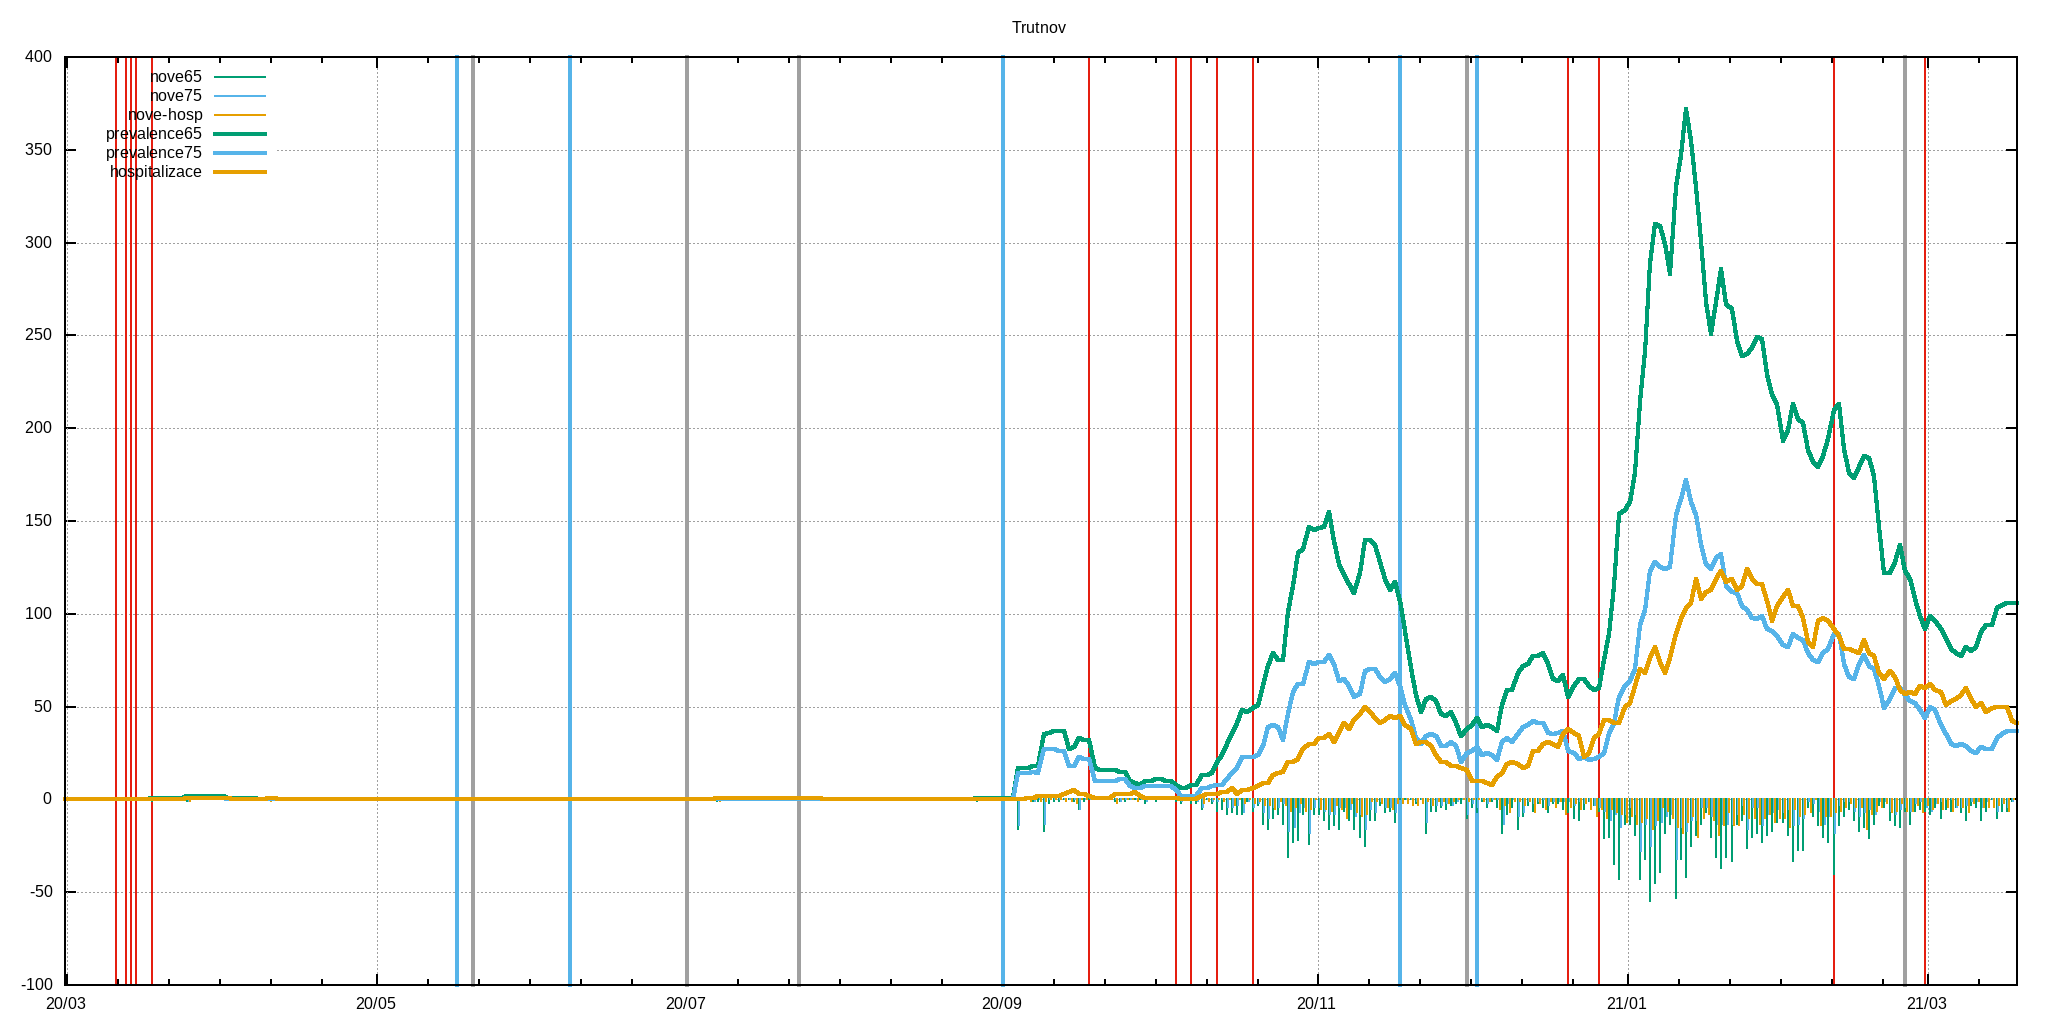 Trutnov
400
350
300
250
200
150
100
50
0
-50
-100
nove65
nove75
nove-hosp
prevalence65
prevalence75
hospitalizace
20/03 20/05 20/07 20/09 20/11 21/01 21/03